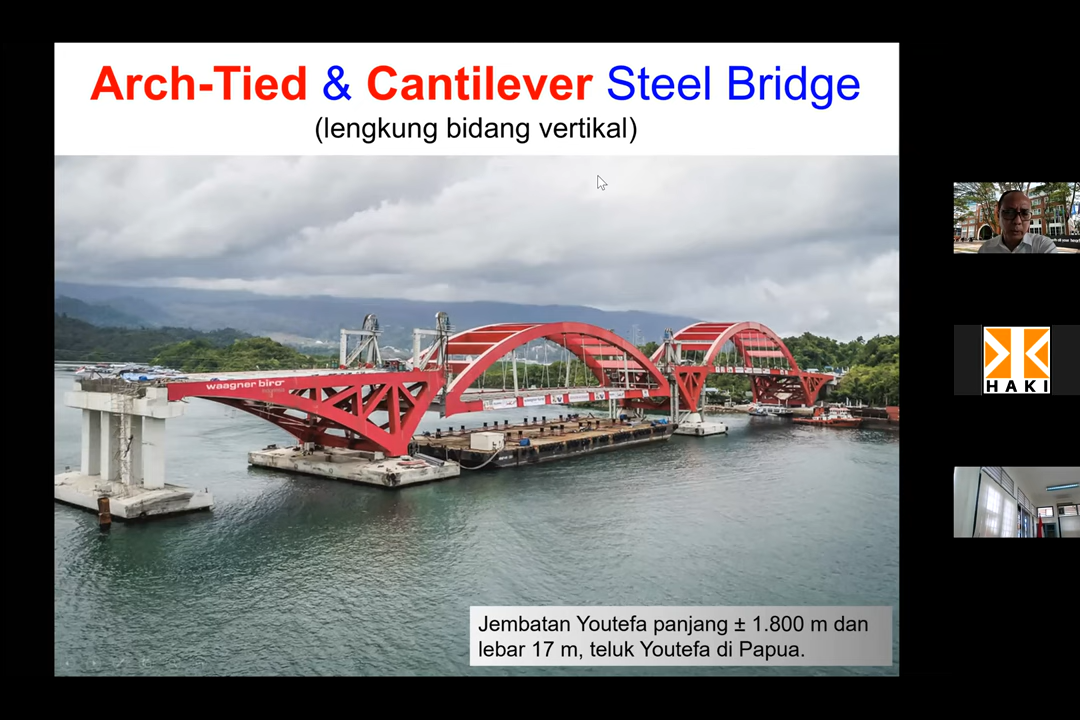 Arch-Tied & Cantilever Steel Bridge
(lengkung bidang vertikal)
waagner biro
Jembatan Youtefa panjang ± 1.800 m dan
lebar 17 m, teluk Youtefa di Papua.
HAKI